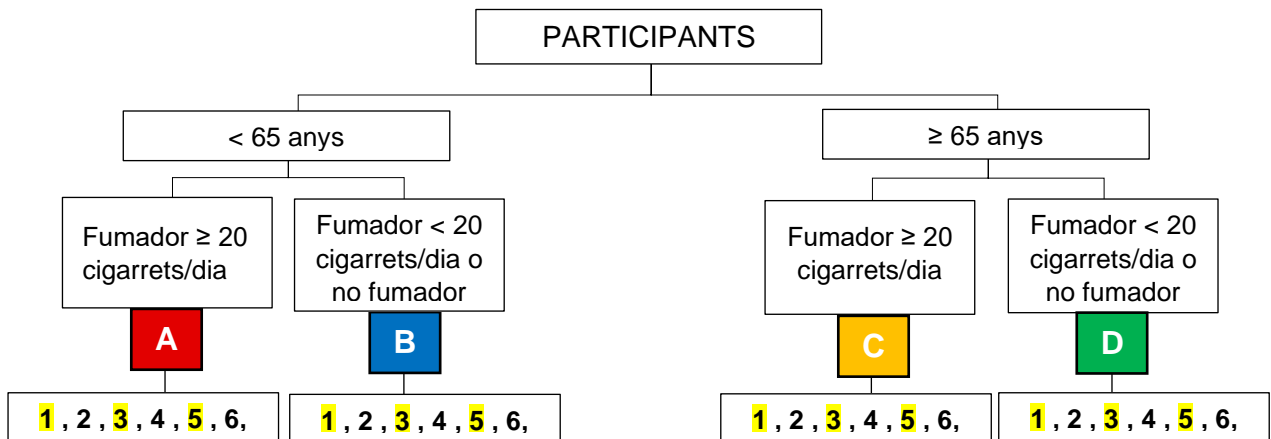 PARTICIPANTS
< 65 anys
≥ 65 anys
Fumador ≥ 20
cigarrets/dia
Fumador < 20
cigarrets/dia o
no fumador
Fumador ≥ 20
cigarrets/dia
Fumador < 20
cigarrets/dia o
no fumador
A
B
C
D
1 , 2 , 3 , 4 , 5 , 6,
1 , 2 , 3 , 4 , 5 , 6,
1 , 2 , 3 , 4 , 5 , 6,
1 , 2 , 3 , 4 , 5 , 6,